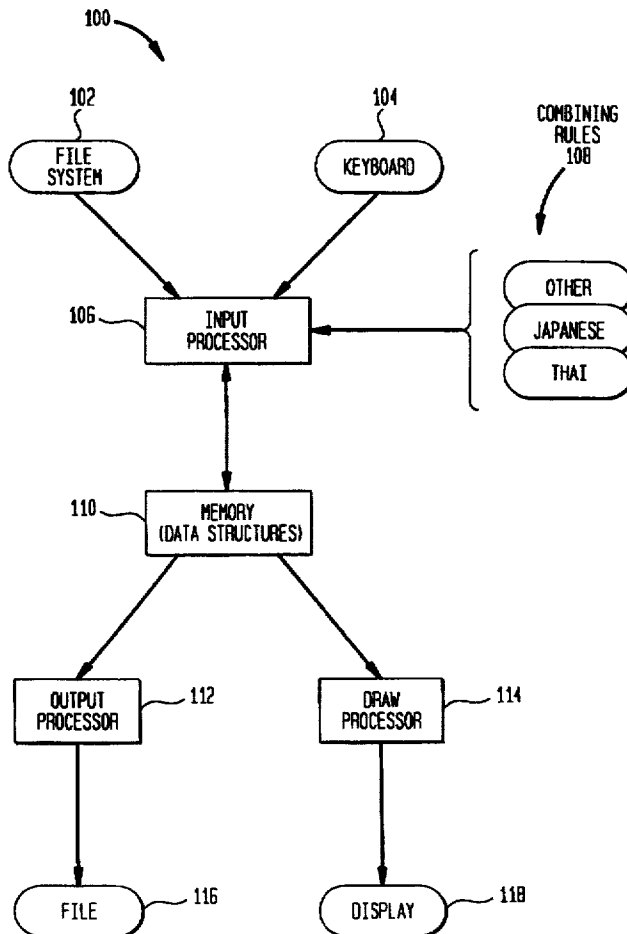 100
102
104
FILE
SYSTEM
KEYBOARD
COMBINING
RULES
108
106
INPUT
PROCESSOR
OTHER
JAPANESE
THAI
110
MEMORY
(DATA STRUCTURES)
OUTPUT
PROCESSOR
112
DRAW
PROCESSOR
114
FILE
116
DISPLAY
118